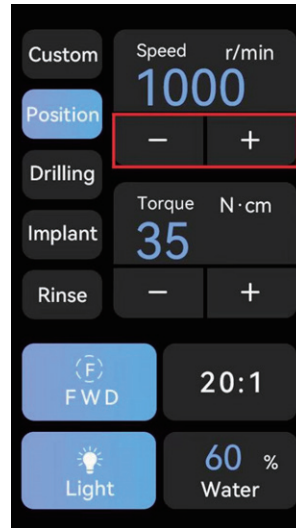 Custom
Position
Drilling
Implant
Rinse
Speed r/min
1000
− +
Torque N·cm
35
− +
(F)
FWD
20:1
Light
60 %
Water